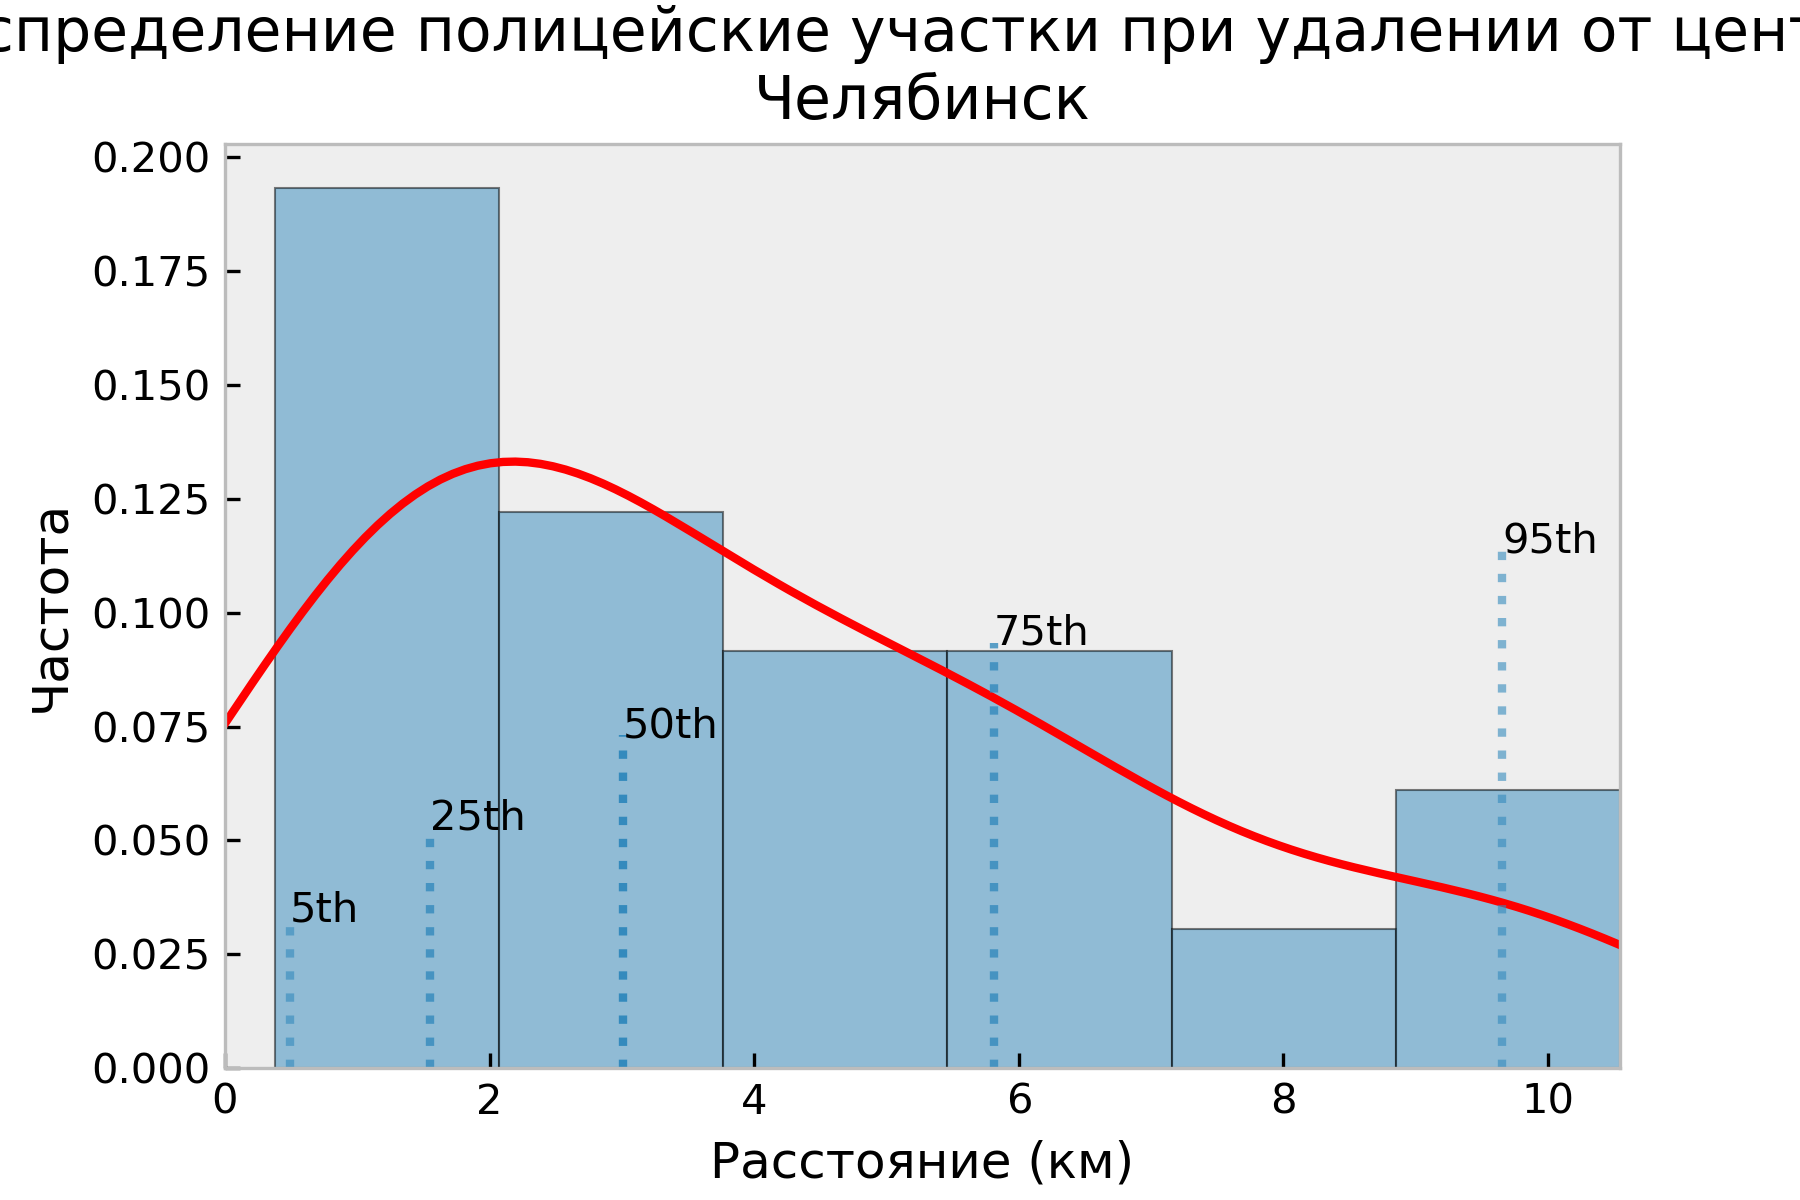 спределение полицейские участки при удалении от цент
Челябинск
0.200
0.175
0.150
0.125
0.100
0.075
0.050
0.025
0.000
Частота
5th
25th
50th
75th
95th
0 2 4 6 8 10
Расстояние (км)